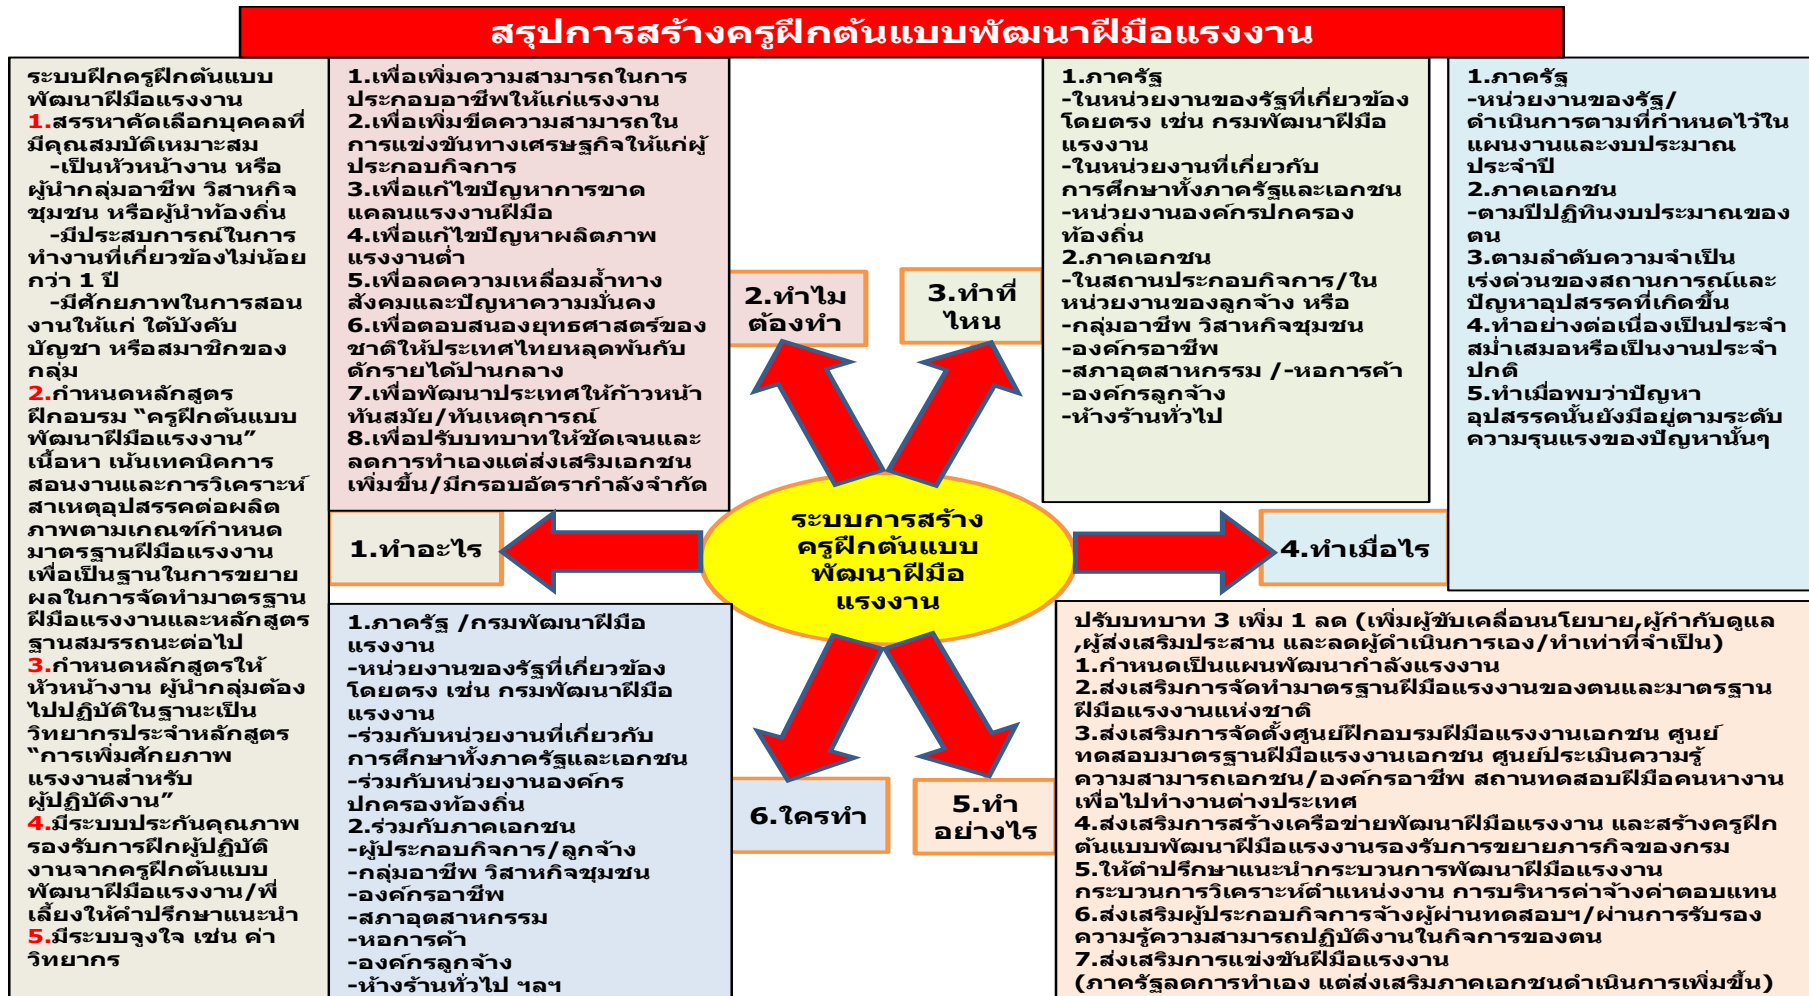 สรุปการสร้างครูฝึกต้นแบบพัฒนาฝีมือแรงงาน
ระบบฝึกครูฝึกต้นแบบ
พัฒนาฝีมือแรงงาน
1.สรรหาคัดเลือกบุคคลที่
มีคุณสมบัติเหมาะสม
-เป็นหัวหน้างาน หรือ
ผู้นำกลุ่มอาชีพ วิสาหกิจ
ชุมชน หรือผู้นำท้องถิ่น
-มีประสบการณ์ในการ
ทำงานที่เกี่ยวข้องไม่น้อย
กว่า 1 ปี
-มีศักยภาพในการสอน
งานให้แก่ ใต้บังคับ
บัญชา หรือสมาชิกของ
กลุ่ม
2.กำหนดหลักสูตร
ฝึกอบรม “ครูฝึกต้นแบบ
พัฒนาฝีมือแรงงาน”
เนื้อหา เน้นเทคนิคการ
สอนงานและการวิเคราะห์
สาเหตุอุปสรรคต่อผลิต
ภาพตามเกณฑ์กำหนด
มาตรฐานฝีมือแรงงาน
เพื่อเป็นฐานในการขยาย
ผลในการจัดทำมาตรฐาน
ฝีมือแรงงานและหลักสูตร
ฐานสมรรถนะต่อไป
3.กำหนดหลักสูตรให้
หัวหน้างาน ผู้นำกลุ่มต้อง
ไปปฏิบัติในฐานะเป็น
วิทยากรประจำหลักสูตร
“การเพิ่มศักยภาพ
แรงงานสำหรับ
ผู้ปฏิบัติงาน”
4.มีระบบประกันคุณภาพ
รองรับการฝึกผู้ปฏิบัติ
งานจากครูฝึกต้นแบบ
พัฒนาฝีมือแรงงาน/พี่
เลี้ยงให้คำปรึกษาแนะนำ
5.มีระบบจูงใจ เช่น ค่า
วิทยากร
1.เพื่อเพิ่มความสามารถในการ
ประกอบอาชีพให้แก่แรงงาน
2.เพื่อเพิ่มขีดความสามารถใน
การแข่งขันทางเศรษฐกิจให้แก่ผู้
ประกอบกิจการ
3.เพื่อแก้ไขปัญหาการขาด
แคลนแรงงานฝีมือ
4.เพื่อแก้ไขปัญหาผลิตภาพ
แรงงานต่ำ
5.เพื่อลดความเหลื่อมล้ำทาง
สังคมและปัญหาความมั่นคง
6.เพื่อตอบสนองยุทธศาสตร์ของ
ชาติให้ประเทศไทยหลุดพ้นกับ
ดักรายได้ปานกลาง
7.เพื่อพัฒนาประเทศให้ก้าวหน้า
ทันสมัย/ทันเหตุการณ์
8.เพื่อปรับบทบาทให้ชัดเจนและ
ลดการทำเองแต่ส่งเสริมเอกชน
เพิ่มขึ้น/มีกรอบอัตรากำลังจำกัด
2.ทำไม
ต้องทำ
3.ทำที่
ไหน
1.ภาครัฐ
-ในหน่วยงานของรัฐที่เกี่ยวข้อง
โดยตรง เช่น กรมพัฒนาฝีมือ
แรงงาน
-ในหน่วยงานที่เกี่ยวกับ
การศึกษาทั้งภาครัฐและเอกชน
-หน่วยงานองค์กรปกครอง
ท้องถิ่น
2.ภาคเอกชน
-ในสถานประกอบกิจการ/ใน
หน่วยงานของลูกจ้าง หรือ
-กลุ่มอาชีพ วิสาหกิจชุมชน
-องค์กรอาชีพ
-สภาอุตสาหกรรม /-หอการค้า
-องค์กรลูกจ้าง
-ห้างร้านทั่วไป
1.ภาครัฐ
-หน่วยงานของรัฐ/
ดำเนินการตามที่กำหนดไว้ใน
แผนงานและงบประมาณ
ประจำปี
2.ภาคเอกชน
-ตามปีปฏิทินงบประมาณของ
ตน
3.ตามลำดับความจำเป็น
เร่งด่วนของสถานการณ์และ
ปัญหาอุปสรรคที่เกิดขึ้น
4.ทำอย่างต่อเนื่องเป็นประจำ
สม่ำเสมอหรือเป็นงานประจำ
ปกติ
5.ทำเมื่อพบว่าปัญหา
อุปสรรคนั้นยังมีอยู่ตามระดับ
ความรุนแรงของปัญหานั้นๆ
1.ทำอะไร
ระบบการสร้าง
ครูฝึกต้นแบบ
พัฒนาฝีมือ
แรงงาน
4.ทำเมื่อไร
1.ภาครัฐ /กรมพัฒนาฝีมือ
แรงงาน
-หน่วยงานของรัฐที่เกี่ยวข้อง
โดยตรง เช่น กรมพัฒนาฝีมือ
แรงงาน
-ร่วมกับหน่วยงานที่เกี่ยวกับ
การศึกษาทั้งภาครัฐและเอกชน
-ร่วมกับหน่วยงานองค์กร
ปกครองท้องถิ่น
2.ร่วมกับภาคเอกชน
-ผู้ประกอบกิจการ/ลูกจ้าง
-กลุ่มอาชีพ วิสาหกิจชุมชน
-องค์กรอาชีพ
-สภาอุตสาหกรรม
-หอการค้า
-องค์กรลูกจ้าง
-ห้างร้านทั่วไป ฯลฯ
6.ใครทำ
5.ทำ
อย่างไร
ปรับบทบาท 3 เพิ่ม 1 ลด (เพิ่มผู้ขับเคลื่อนนโยบาย,ผู้กำกับดูแล
,ผู้ส่งเสริมประสาน และลดผู้ดำเนินการเอง/ทำเท่าที่จำเป็น)
1.กำหนดเป็นแผนพัฒนากำลังแรงงาน
2.ส่งเสริมการจัดทำมาตรฐานฝีมือแรงงานของตนและมาตรฐาน
ฝีมือแรงงานแห่งชาติ
3.ส่งเสริมการจัดตั้งศูนย์ฝึกอบรมฝีมือแรงงานเอกชน ศูนย์
ทดสอบมาตรฐานฝีมือแรงงานเอกชน ศูนย์ประเมินความรู้
ความสามารถเอกชน/องค์กรอาชีพ สถานทดสอบฝีมือคนหางาน
เพื่อไปทำงานต่างประเทศ
4.ส่งเสริมการสร้างเครือข่ายพัฒนาฝีมือแรงงาน และสร้างครูฝึก
ต้นแบบพัฒนาฝีมือแรงงานรองรับการขยายภารกิจของกรม
5.ให้คำปรึกษาแนะนำกระบวนการพัฒนาฝีมือแรงงาน
กระบวนการวิเคราะห์ตำแหน่งงาน การบริหารค่าจ้างค่าตอบแทน
6.ส่งเสริมผู้ประกอบกิจการจ้างผู้ผ่านทดสอบฯ/ผ่านการรับรอง
ความรู้ความสามารถปฏิบัติงานในกิจการของตน
7.ส่งเสริมการแข่งขันฝีมือแรงงาน
(ภาครัฐลดการทำเอง แต่ส่งเสริมภาคเอกชนดำเนินการเพิ่มขึ้น)